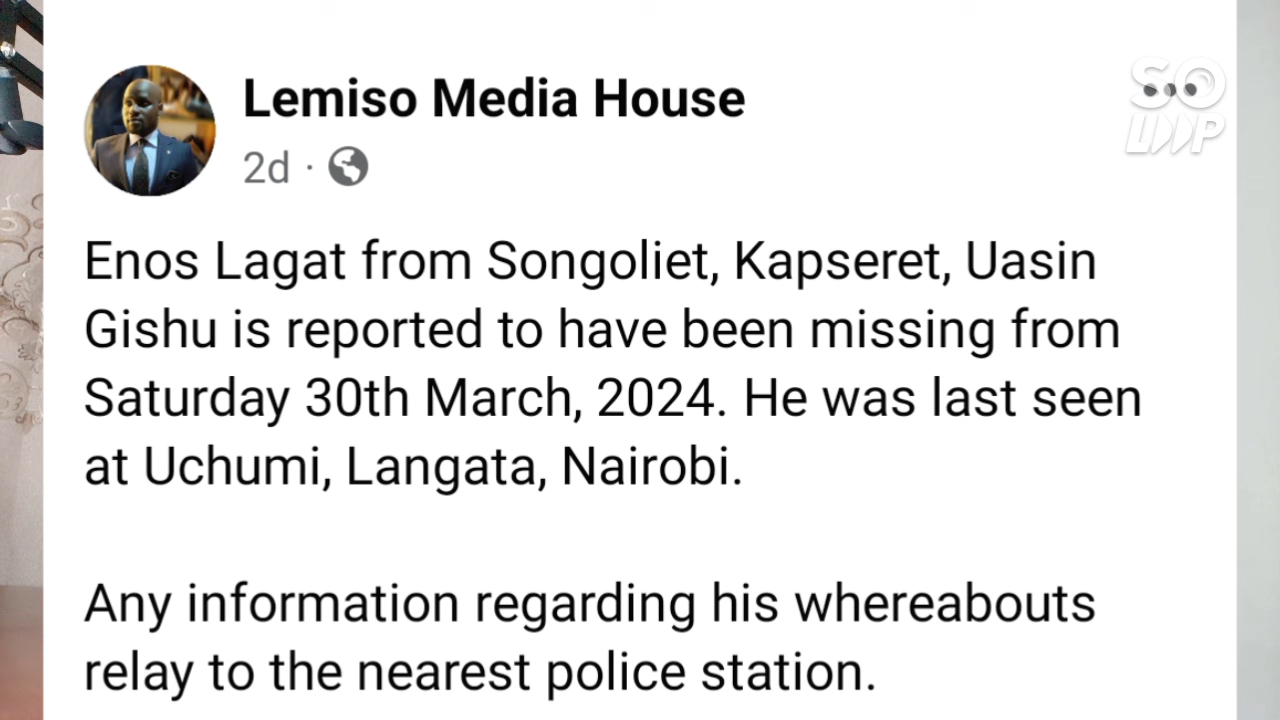 Lemiso Media House
2d ·
Enos Lagat from Songoliet, Kapseret, Uasin
Gishu is reported to have been missing from
Saturday 30th March, 2024. He was last seen
at Uchumi, Langata, Nairobi.
Any information regarding his whereabouts
relay to the nearest police station.
SO
LIIP